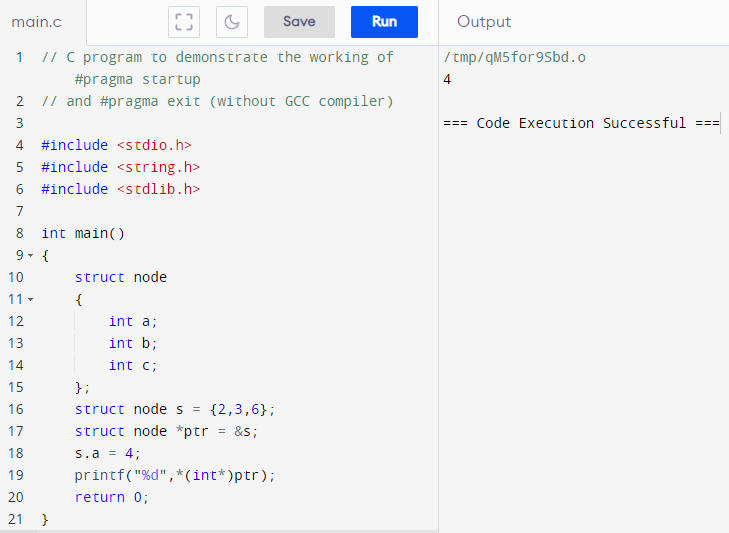 main.c Save Run Output
1 // C program to demonstrate the working of
#pragma startup
2 // and #pragma exit (without GCC compiler)
3
4 #include <stdio.h>
5 #include <string.h>
6 #include <stdlib.h>
7
8 int main()
9 {
10 struct node
11 {
12 int a;
13 int b;
14 int c;
15 };
16 struct node s = {2,3,6};
17 struct node *ptr = &s;
18 s.a = 4;
19 printf("%d",*(int*)ptr);
20 return 0;
21 }
/tmp/qM5for9Sbd.o
4
=== Code Execution Successful ===